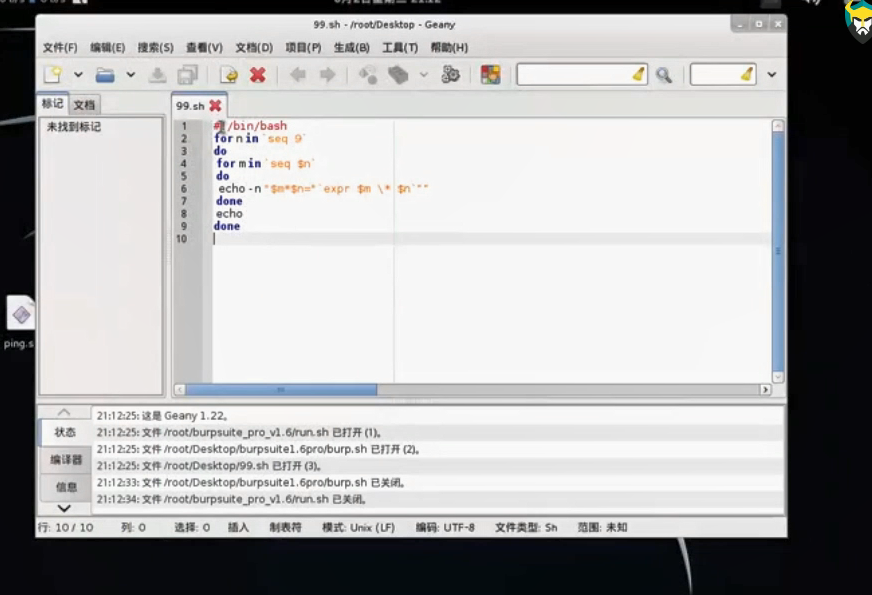 99.sh - /root/Desktop - Geany
文件(F) 编辑(E) 搜索(S) 查看(V) 文档(D) 项目(P) 生成(B) 工具(T) 帮助(H)
标记 文档
未找到标记
99.sh
1 #!/bin/bash
2 for n in `seq 9`
3 do
4 for m in `seq $n`
5 do
6 echo -n "$m*$n="`expr $m \* $n`""
7 done
8 echo
9 done
10
ping.s
状态
编译器
信息
21:12:25: 这是 Geany 1.22。
21:12:25: 文件 /root/burpsuite_pro_v1.6/run.sh 已打开 (1)。
21:12:25: 文件 /root/Desktop/burpsuite1.6pro/burp.sh 已打开 (2)。
21:12:25: 文件 /root/Desktop/99.sh 已打开 (3)。
21:12:33: 文件 /root/Desktop/burpsuite1.6pro/burp.sh 已关闭。
21:12:34: 文件 /root/burpsuite_pro_v1.6/run.sh 已关闭。
行: 10 / 10 列: 0 选择: 0 插入 制表符 模式: Unix (LF) 编码: UTF-8 文件类型: Sh 范围: 未知